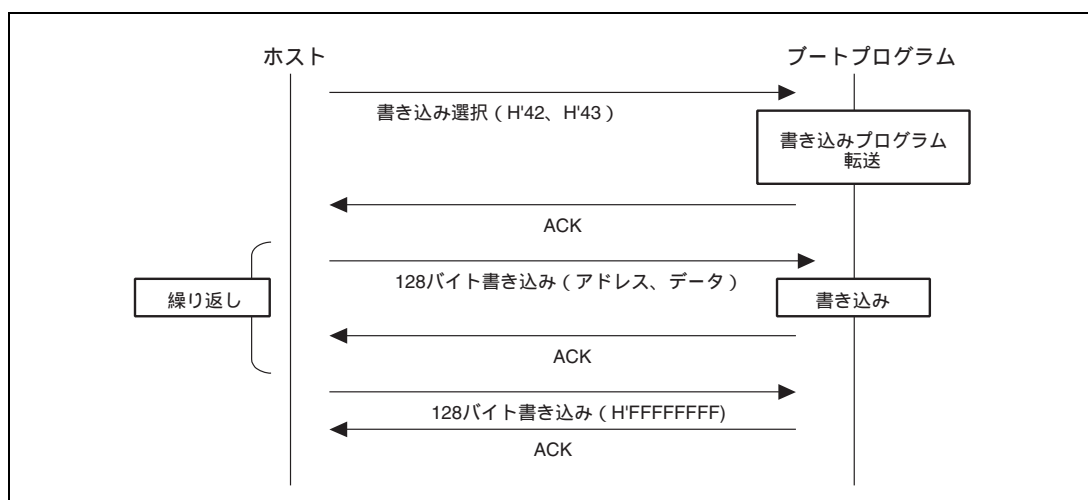 ホスト
ブートプログラム
書き込み選択（H'42、H'43）
書き込みプログラム
転送
ACK
128バイト書き込み（アドレス、データ）
繰り返し
書き込み
ACK
128バイト書き込み（H'FFFFFFFF)
ACK